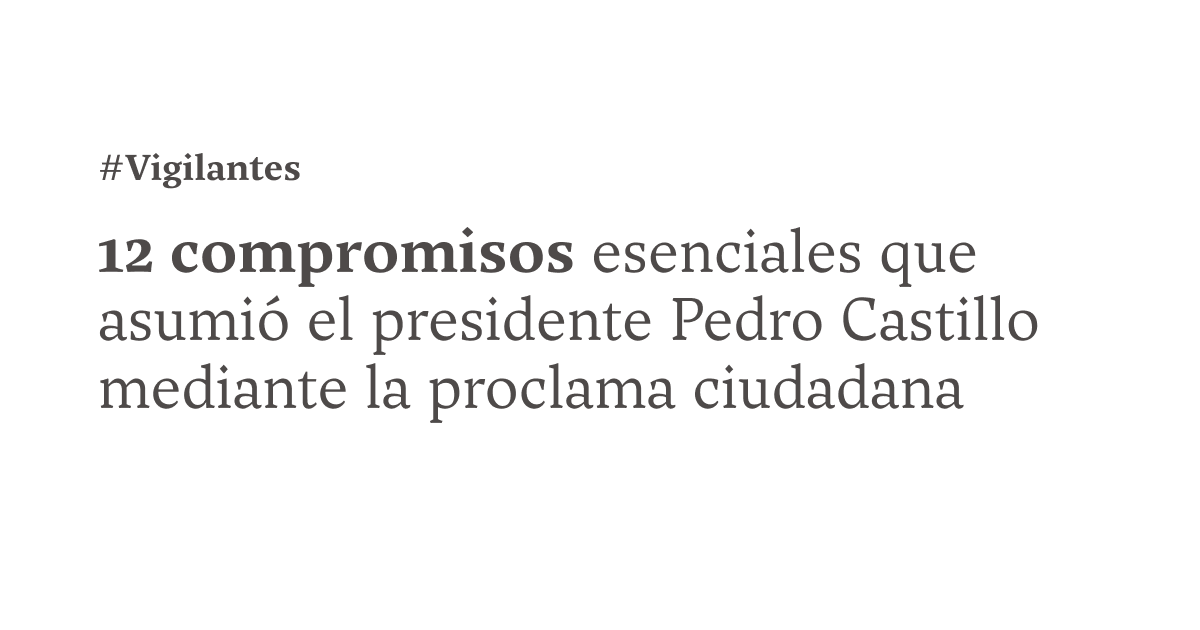 #Vigilantes
12 compromisos esenciales que
asumió el presidente Pedro Castillo
mediante la proclama ciudadana